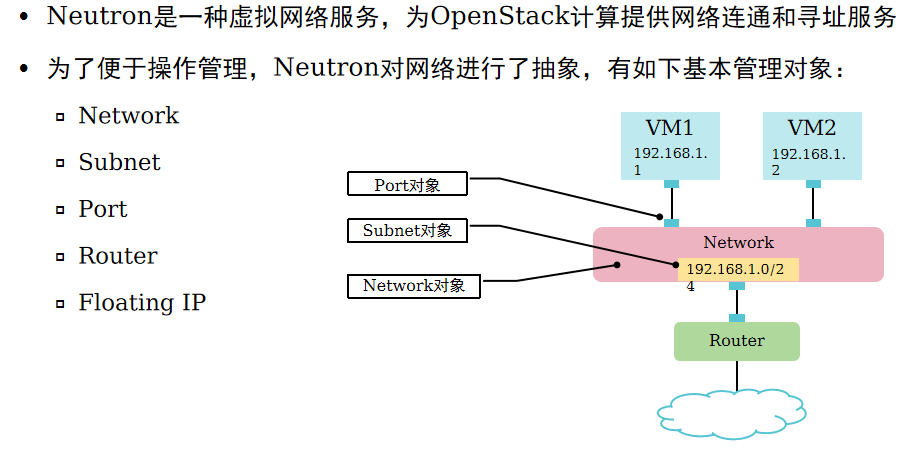 • Neutron是一种虚拟网络服务，为OpenStack计算提供网络连通和寻址服务
• 为了便于操作管理，Neutron对网络进行了抽象，有如下基本管理对象：
▫ Network
▫ Subnet
▫ Port
▫ Router
▫ Floating IP
VM1
192.168.1.
1
VM2
192.168.1.
2
Port对象
Subnet对象
Network对象
Network
192.168.1.0/2
4
Router